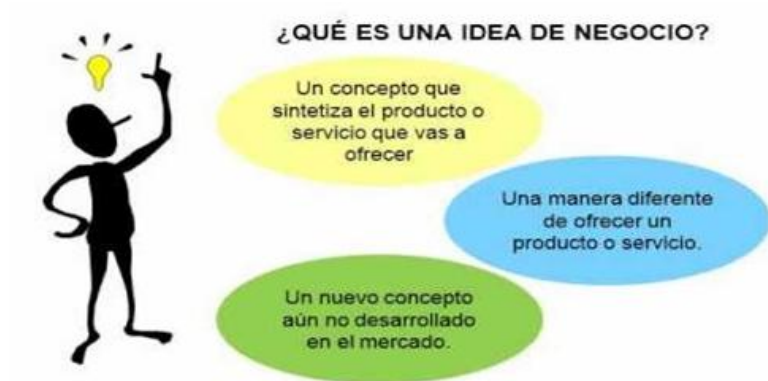 ¿QUÉ ES UNA IDEA DE NEGOCIO?
Un concepto que
sintetiza el producto o
servicio que vas a
ofrecer
Una manera diferente
de ofrecer un
producto o servicio.
Un nuevo concepto
aún no desarrollado
en el mercado.